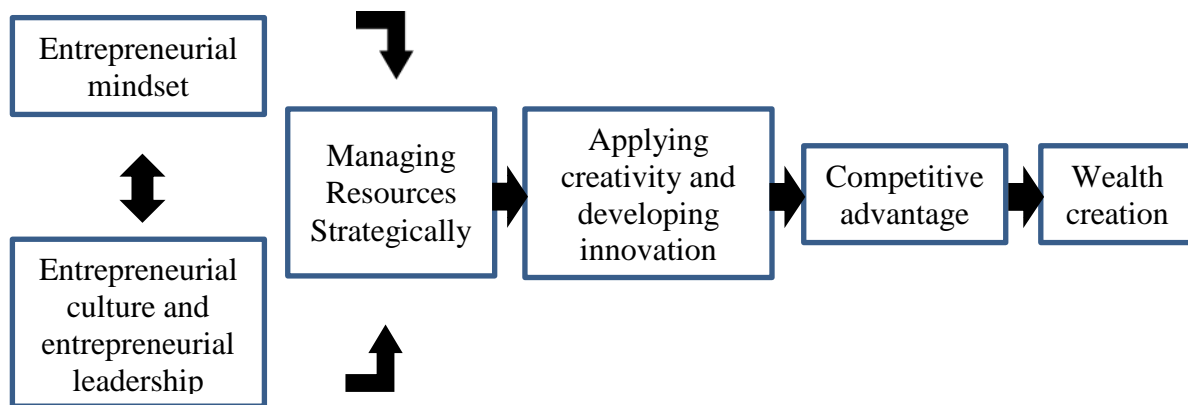 Entrepreneurial
mindset
Entrepreneurial
culture and
entrepreneurial
leadership
Managing
Resources
Strategically
Applying
creativity and
developing
innovation
Competitive
advantage
Wealth
creation